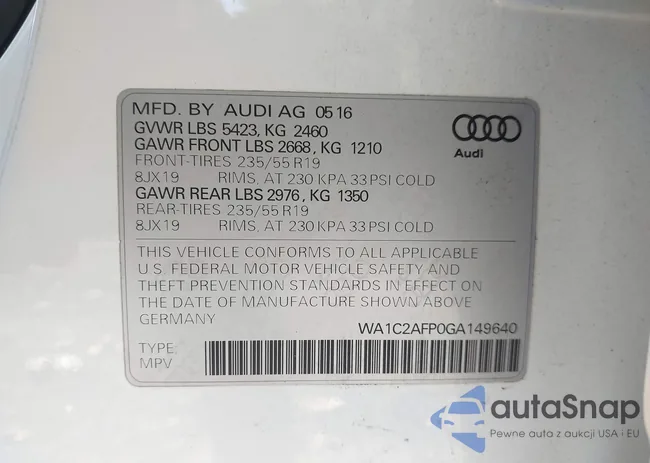 MFD. BY AUDI AG 05 16
GVWR LBS 5423, KG 2460
GAWR FRONT LBS 2668, KG 1210
FRONT-TIRES 235/55 R19
8JX19 RIMS, AT 230 KPA 33 PSI COLD
GAWR REAR LBS 2976, KG 1350
REAR-TIRES 235/55 R19
8JX19 RIMS, AT 230 KPA 33 PSI COLD
Audi
THIS VEHICLE CONFORMS TO ALL APPLICABLE
U.S. FEDERAL MOTOR VEHICLE SAFETY AND
THEFT PREVENTION STANDARDS IN EFFECT ON
THE DATE OF MANUFACTURE SHOWN ABOVE
GERMANY
WA1C2AFP0GA149640
TYPE:
MPV
autaSnap
Pewne auta z aukcji USA - EU